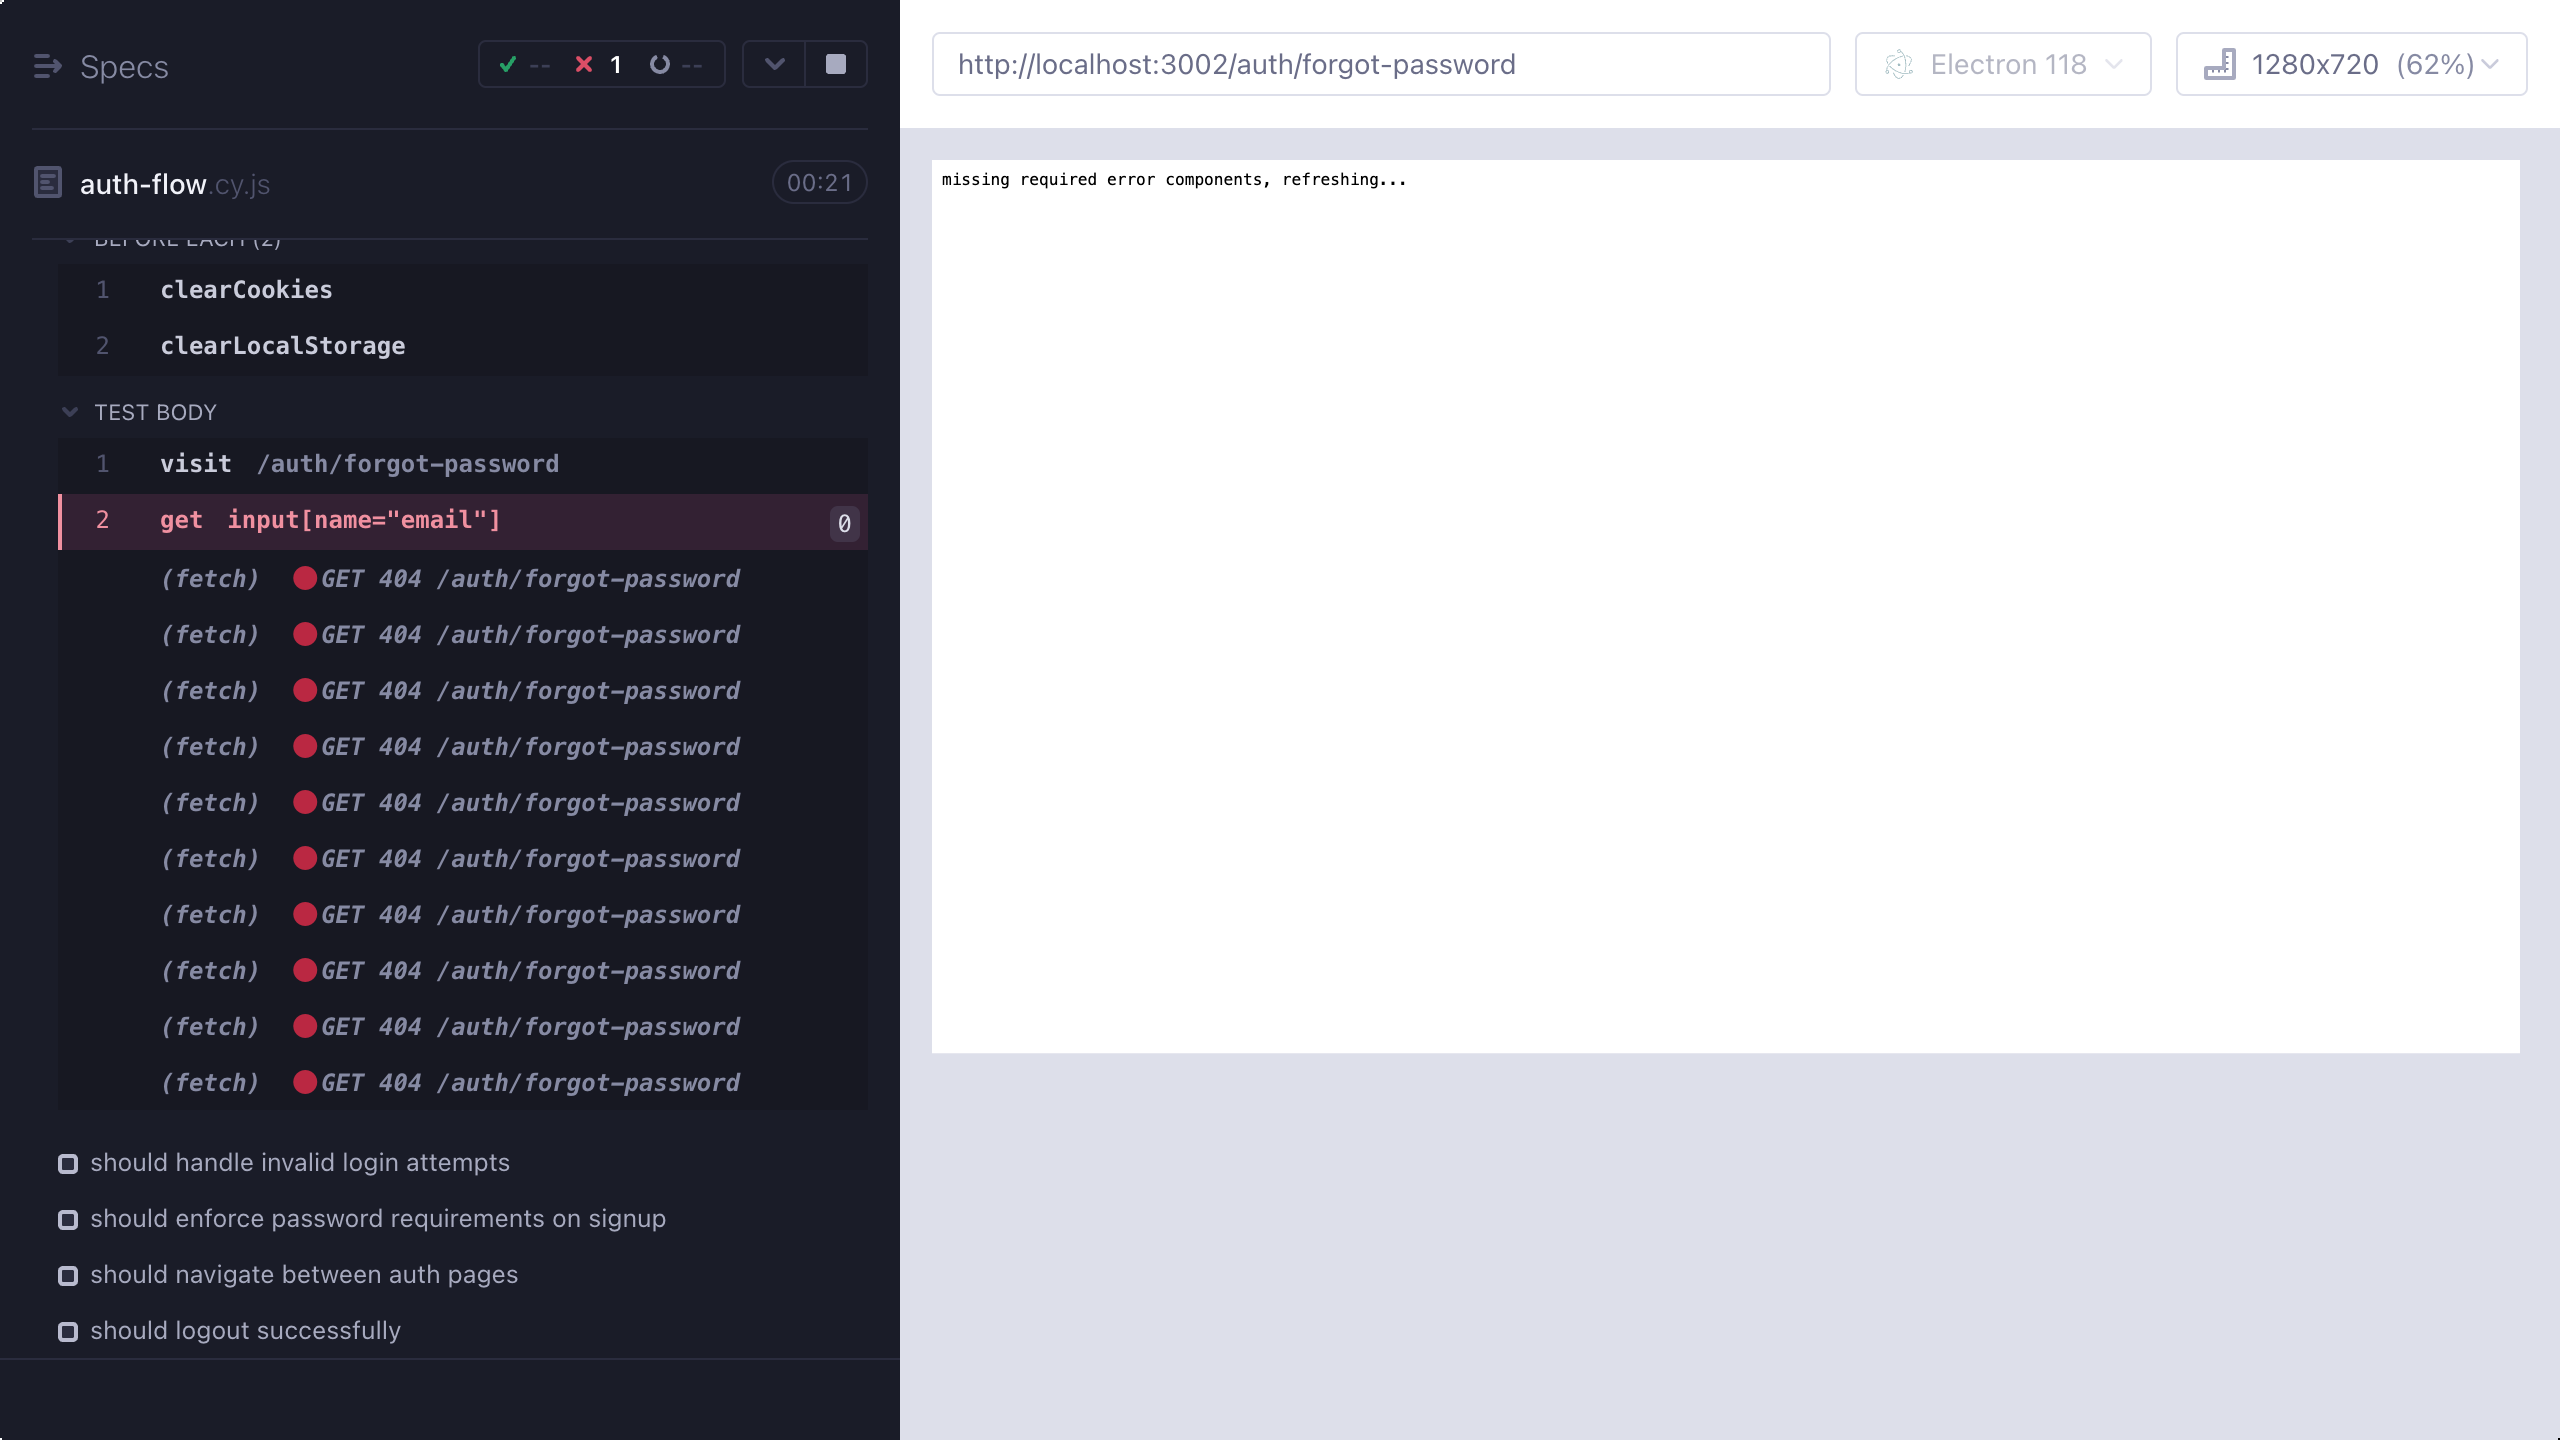 Specs
-- 1 --
auth-flow.cy.js
00:21
BEFORE EACH (2)
1 clearCookies
2 clearLocalStorage
TEST BODY
1 visit /auth/forgot-password
2 get input[name="email"] 0
(fetch) GET 404 /auth/forgot-password
(fetch) GET 404 /auth/forgot-password
(fetch) GET 404 /auth/forgot-password
(fetch) GET 404 /auth/forgot-password
(fetch) GET 404 /auth/forgot-password
(fetch) GET 404 /auth/forgot-password
(fetch) GET 404 /auth/forgot-password
(fetch) GET 404 /auth/forgot-password
(fetch) GET 404 /auth/forgot-password
(fetch) GET 404 /auth/forgot-password
should handle invalid login attempts
should enforce password requirements on signup
should navigate between auth pages
should logout successfully
http://localhost:3002/auth/forgot-password
Electron 118
1280x720 (62%)
missing required error components, refreshing...